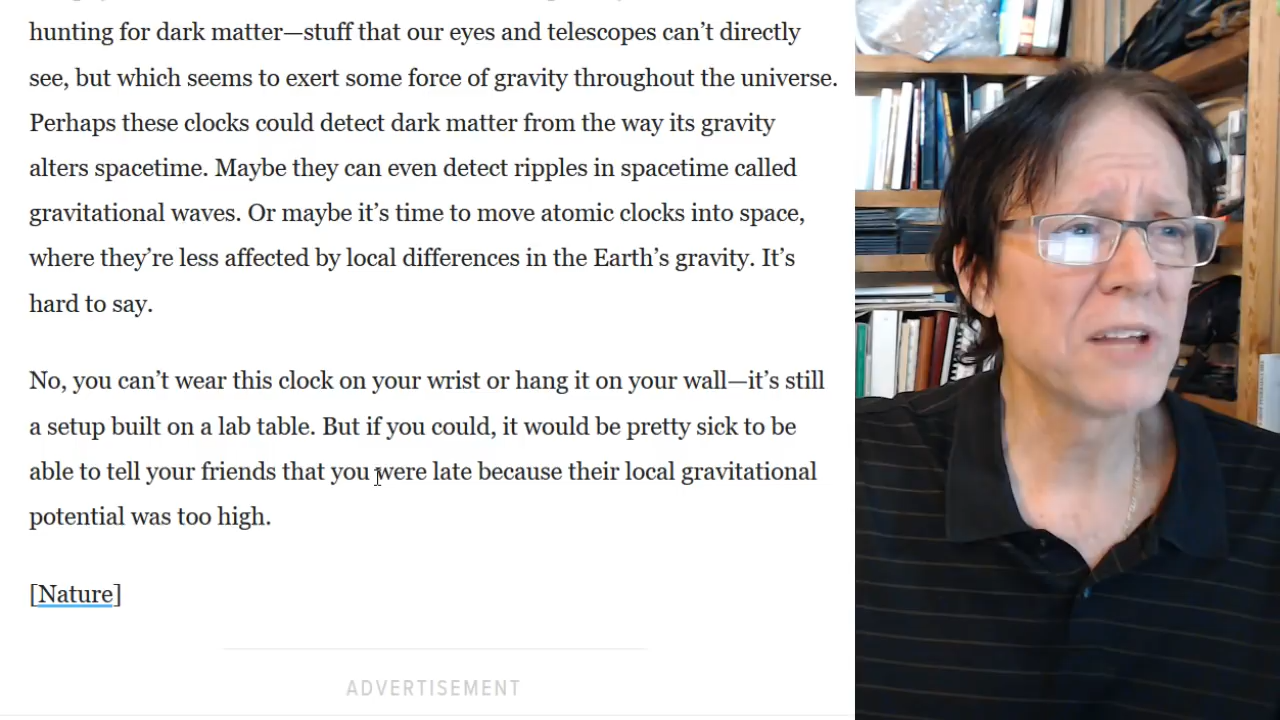 hunting for dark matter—stuff that our eyes and telescopes can’t directly
see, but which seems to exert some force of gravity throughout the universe.
Perhaps these clocks could detect dark matter from the way its gravity
alters spacetime. Maybe they can even detect ripples in spacetime called
gravitational waves. Or maybe it’s time to move atomic clocks into space,
where they’re less affected by local differences in the Earth’s gravity. It’s
hard to say.
No, you can’t wear this clock on your wrist or hang it on your wall—it’s still
a setup built on a lab table. But if you could, it would be pretty sick to be
able to tell your friends that you were late because their local gravitational
potential was too high.
[Nature]
ADVERTISEMENT